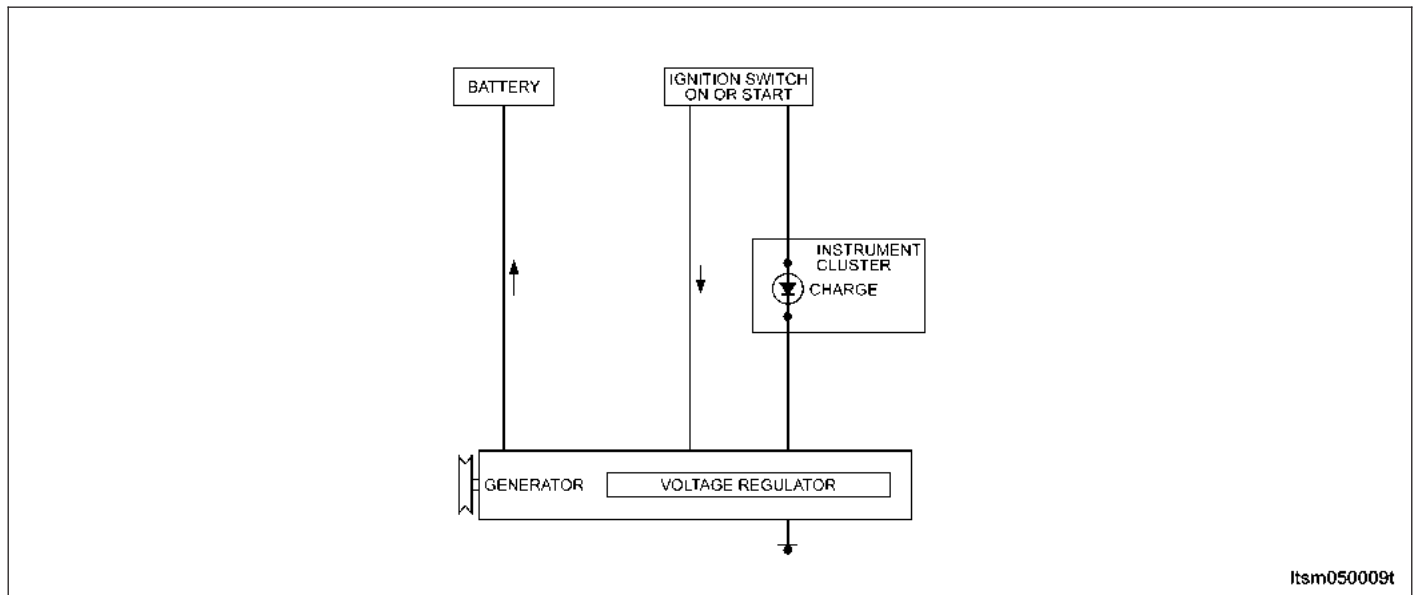 BATTERY
IGNITION SWITCH
ON OR START
INSTRUMENT
CLUSTER
CHARGE
GENERATOR
VOLTAGE REGULATOR
ltsm050009t